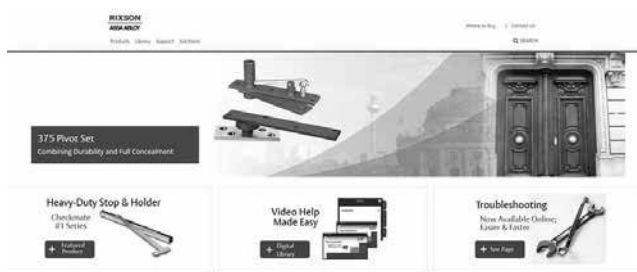 RIXSON
ASSA ABLOY
Where to Buy | Contact Us
Products Library Support Solutions
SEARCH
375 Pivot Set
Combining Durability and Full Concealment
Heavy-Duty Stop & Holder
Checkmate
#1 Series
+ Featured
Product
Video Help
Made Easy
+ Digital
Library
Troubleshooting
Now Available Online;
Easier & Faster
+ See Page